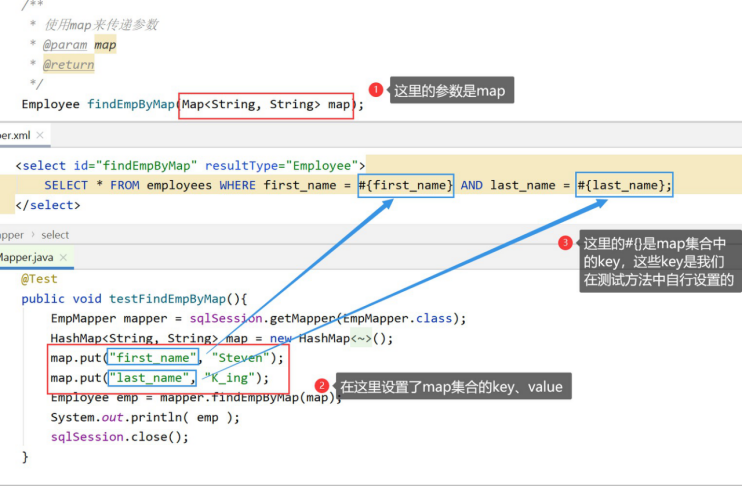 /**
* 使用map来传递参数
* @param map
* @return
*/
Employee findEmpByMap(Map<String, String> map);
1 这里的参数是map
per.xml ×
<select id="findEmpByMap" resultType="Employee">
SELECT * FROM employees WHERE first_name = #{first_name} AND last_name = #{last_name};
</select>
apper > select
Mapper.java ×
3 这里的#{}是map集合中
的key，这些key是我们
在测试方法中自行设置的
@Test
public void testFindEmpByMap(){
EmpMapper mapper = sqlSession.getMapper(EmpMapper.class);
HashMap<String, String> map = new HashMap<~>();
map.put("first_name", "Steven");
map.put("last_name", "K_ing");
2 在这里设置了map集合的key、value
Employee emp = mapper.findEmpByMap(map);
System.out.println( emp );
sqlSession.close();
}